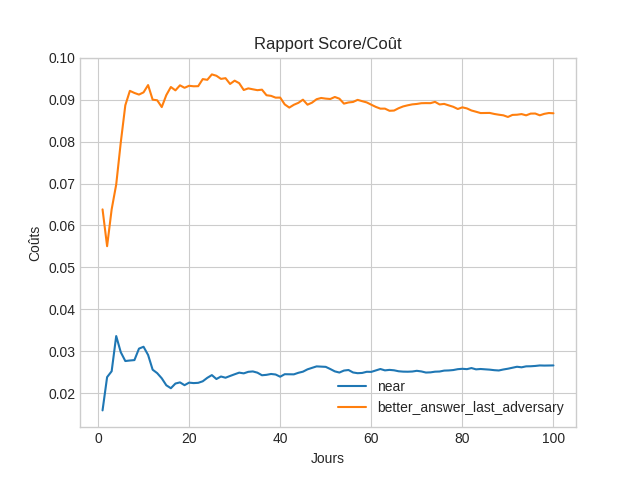 Rapport Score/Coût
0.10
0.09
0.08
0.07
0.06
0.05
0.04
0.03
0.02
Coûts
near
better_answer_last_adversary
0 20 40 60 80 100
Jours